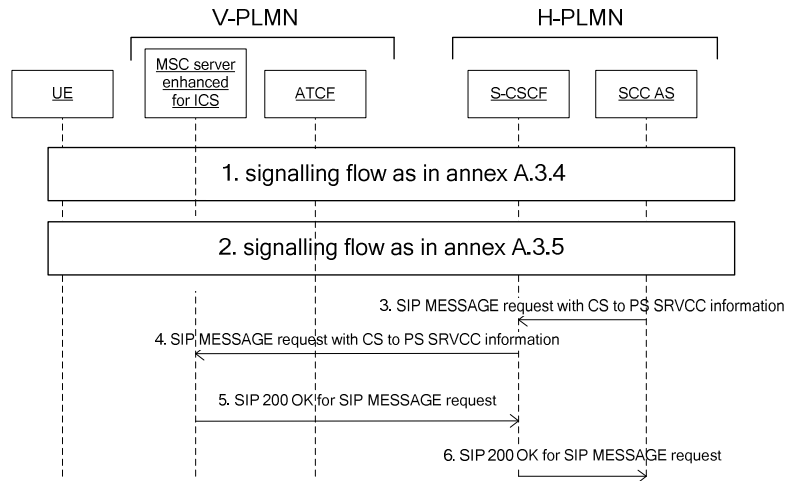 V-PLMN
H-PLMN
UE
MSC server
enhanced
for ICS
ATCF
S-CSCF
SCC AS
1. signalling flow as in annex A.3.4
2. signalling flow as in annex A.3.5
3. SIP MESSAGE request with CS to PS SRVCC information
4. SIP MESSAGE request with CS to PS SRVCC information
5. SIP 200 OK for SIP MESSAGE request
6. SIP 200 OK for SIP MESSAGE request